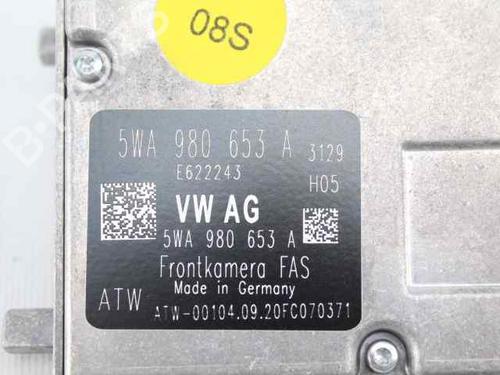 08S
5WA 980 653 A 3129
E622243
H05
VW AG
5WA 980 653 A
Frontkamera FAS
Made in Germany
ATW
ATW-00104.09.20FC070371